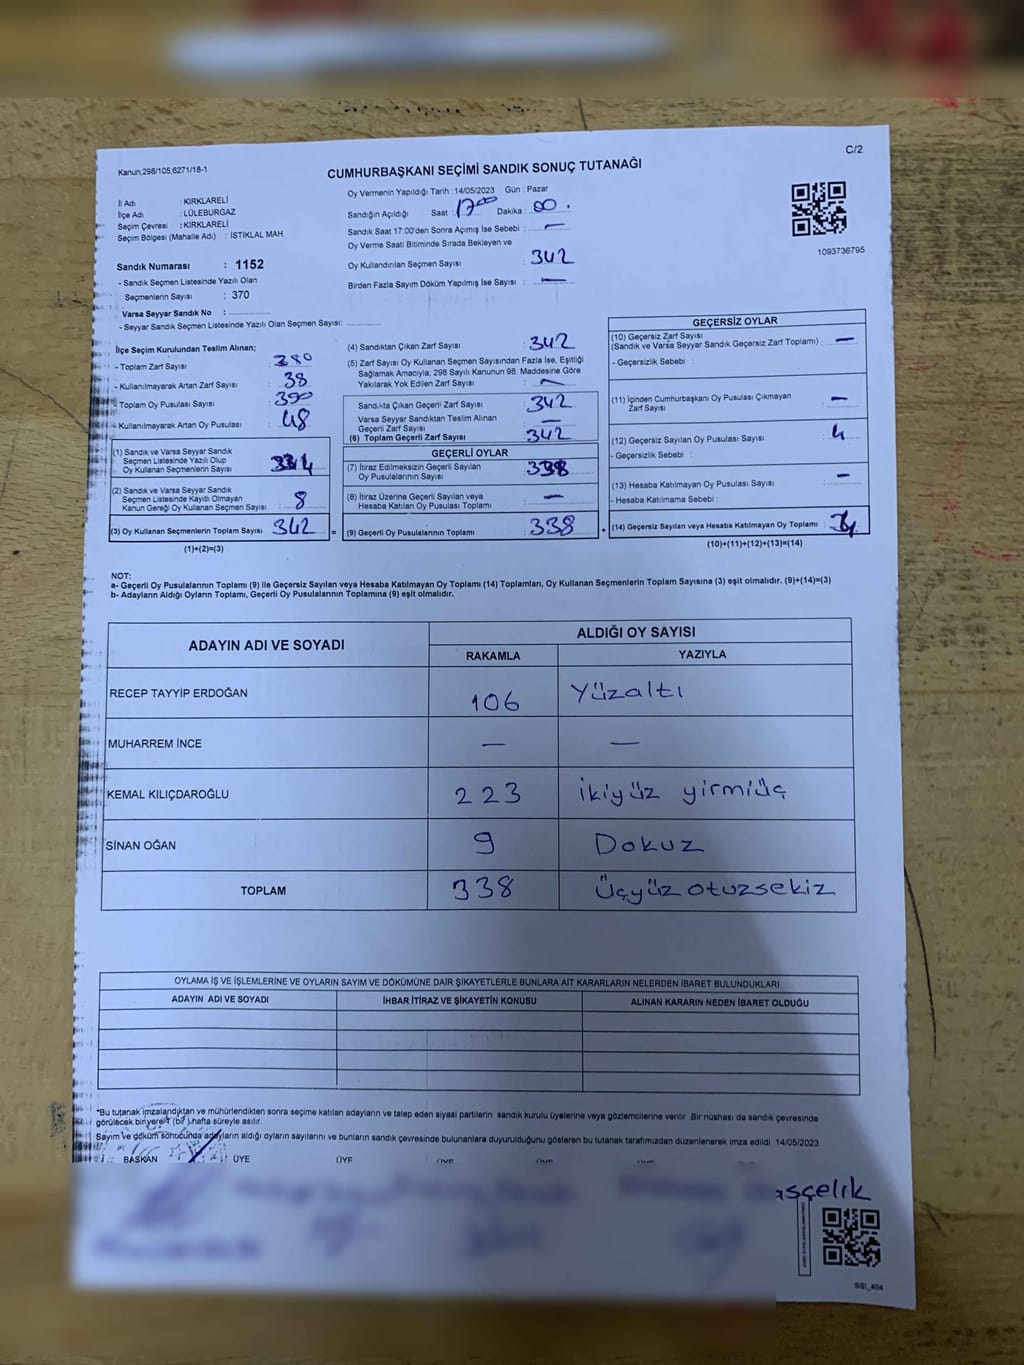 Kanun;298/105;6271/18-1
C/2
CUMHURBAŞKANI SEÇİMİ SANDIK SONUÇ TUTANAĞI
İl Adı : KIRKLARELİ
İlçe Adı : LÜLEBURGAZ
Seçim Çevresi : KIRKLARELİ
Seçim Bölgesi (Mahalle Adı) : İSTİKLAL MAH.
Sandık Numarası : 1152
- Sandık Seçmen Listesinde Yazılı Olan
Seçmenlerin Sayısı : 370
Varsa Seyyar Sandık No : ..............
- Seyyar Sandık Seçmen Listesinde Yazılı Olan Seçmen Sayısı: ............
Oy Vermenin Yapıldığı Tarih : 14/05/2023 Gün : Pazar
Sandığın Açıldığı Saat : 17 00 Dakika : 00 .
Sandık Saat 17:00'den Sonra Açımış İse Sebebi : —
Oy Verme Saati Bitiminde Sırada Bekleyen ve
Oy Kullandırılan Seçmen Sayısı : 342
Birden Fazla Sayım Döküm Yapılmış İse Sayısı : —
1093736795
İlçe Seçim Kurulundan Teslim Alınan;
- Toplam Zarf Sayısı : 380
- Kullanılmayarak Artan Zarf Sayısı : 38
- Toplam Oy Pusulası Sayısı : 390
- Kullanılmayarak Artan Oy Pusulası : 48
(1) Sandık ve Varsa Seyyar Sandık
Seçmen Listesinde Yazılı Olup
Oy Kullanan Seçmenlerin Sayısı : 334
(2) Sandık ve Varsa Seyyar Sandık
Seçmen Listesinde Kayıtlı Olmayan
Kanun Gereği Oy Kullanan Seçmen Sayısı : 8
(3) Oy Kullanan Seçmenlerin Toplam Sayısı : 342 =
(1)+(2)=(3)
(4) Sandıktan Çıkan Zarf Sayısı : 342
(5) Zarf Sayısı Oy Kullanan Seçmen Sayısından Fazla İse, Eşitliği
Sağlamak Amacıyla; 298 Sayılı Kanunun 98. Maddesine Göre
Yakılarak Yok Edilen Zarf Sayısı : —
Sandıkta Çıkan Geçerli Zarf Sayısı : 342
Varsa Seyyar Sandıktan Teslim Alınan
Geçerli Zarf Sayısı : —
(6) Toplam Geçerli Zarf Sayısı : 342
GEÇERLİ OYLAR
(7) İtiraz Edilmeksizin Geçerli Sayılan
Oy Pusulalarının Sayısı : 338
(8) İtiraz Üzerine Geçerli Sayılan veya
Hesaba Katılan Oy Pusulası Toplamı : —
(9) Geçerli Oy Pusulalarının Toplamı : 338 +
GEÇERSİZ OYLAR
(10) Geçersiz Zarf Sayısı
(Sandık ve Varsa Seyyar Sandık Geçersiz Zarf Toplamı) : —
- Geçersizlik Sebebi :
(11) İçinden Cumhurbaşkanı Oy Pusulası Çıkmayan
Zarf Sayısı : —
(12) Geçersiz Sayılan Oy Pusulası Sayısı : 4
- Geçersizlik Sebebi :
(13) Hesaba Katılmayan Oy Pusulası Sayısı : —
- Hesaba Katılmama Sebebi :
(14) Geçersiz Sayılan veya Hesaba Katılmayan Oy Toplamı : 4
(10)+(11)+(12)+(13)=(14)
NOT:
a- Geçerli Oy Pusulalarının Toplamı (9) ile Geçersiz Sayılan veya Hesaba Katılmayan Oy Toplamı (14) Toplamları, Oy Kullanan Seçmenlerin Toplam Sayısına (3) eşit olmalıdır. (9)+(14)=(3)
b- Adayların Aldığı Oyların Toplamı, Geçerli Oy Pusulalarının Toplamına (9) eşit olmalıdır.
ADAYIN ADI VE SOYADI ALDIĞI OY SAYISI
RAKAMLA YAZIYLA
RECEP TAYYİP ERDOĞAN 106 Yüzaltı
MUHARREM İNCE — —
KEMAL KILIÇDAROĞLU 223 ikiyüz yirmiüç
SİNAN OĞAN 9 Dokuz
TOPLAM 338 Üçyüz otuzsekiz
OYLAMA İŞ VE İŞLEMLERİNE VE OYLARIN SAYIM VE DÖKÜMÜNE DAİR ŞİKAYETLERLE BUNLARA AİT KARARLARIN NELERDEN İBARET BULUNDUKLARI
ADAYIN ADI VE SOYADI İHBAR İTİRAZ VE ŞİKAYETİN KONUSU ALINAN KARARIN NEDEN İBARET OLDUĞU
*Bu tutanak imzalandıktan ve mühürlendikten sonra seçime katılan adayların ve talep eden siyasi partilerin sandık kurulu üyelerine veya gözlemcilerine verilir .Bir nüshası da sandık çevresinde
görülecek bir yere 1 (bir ) hafta süreyle asılır.
Sayım ve döküm sonucunda adayların aldığı oyların sayılarını ve bunların sandık çevresinde bulunanlara duyurulduğunu gösteren bu tutanak tarafımızdan düzenlenerek imza edildi. 14/05/2023
BAŞKAN ÜYE ÜYE ÜYE ÜYE ÜYE
asçelik
SSI_404